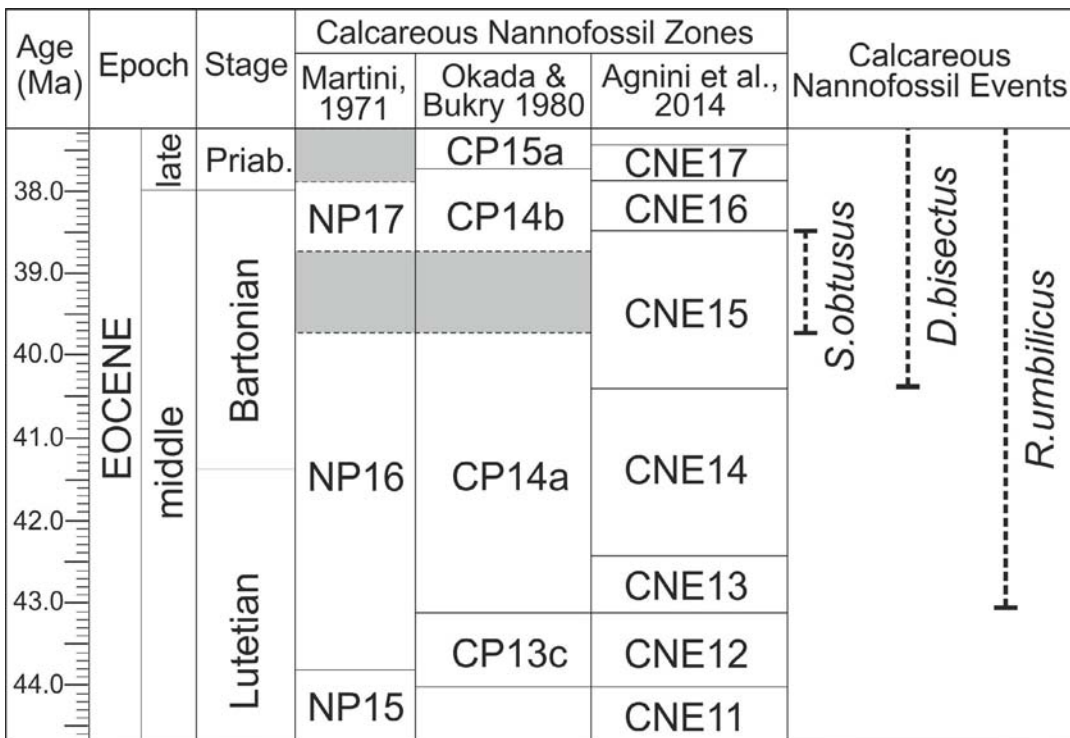 Age
(Ma)
Epoch
Stage
Calcareous Nannofossil Zones
Martini,
1971
Okada &
Bukry 1980
Agnini et al.,
2014
Calcareous
Nannofossil Events
38.0
39.0
40.0
41.0
42.0
43.0
44.0
EOCENE
late
middle
Priab.
Bartonian
Lutetian
NP17
NP16
NP15
CP15a
CP14b
CP14a
CP13c
CNE17
CNE16
CNE15
CNE14
CNE13
CNE12
CNE11
S.obtusus
D.bisectus
R.umbilicus